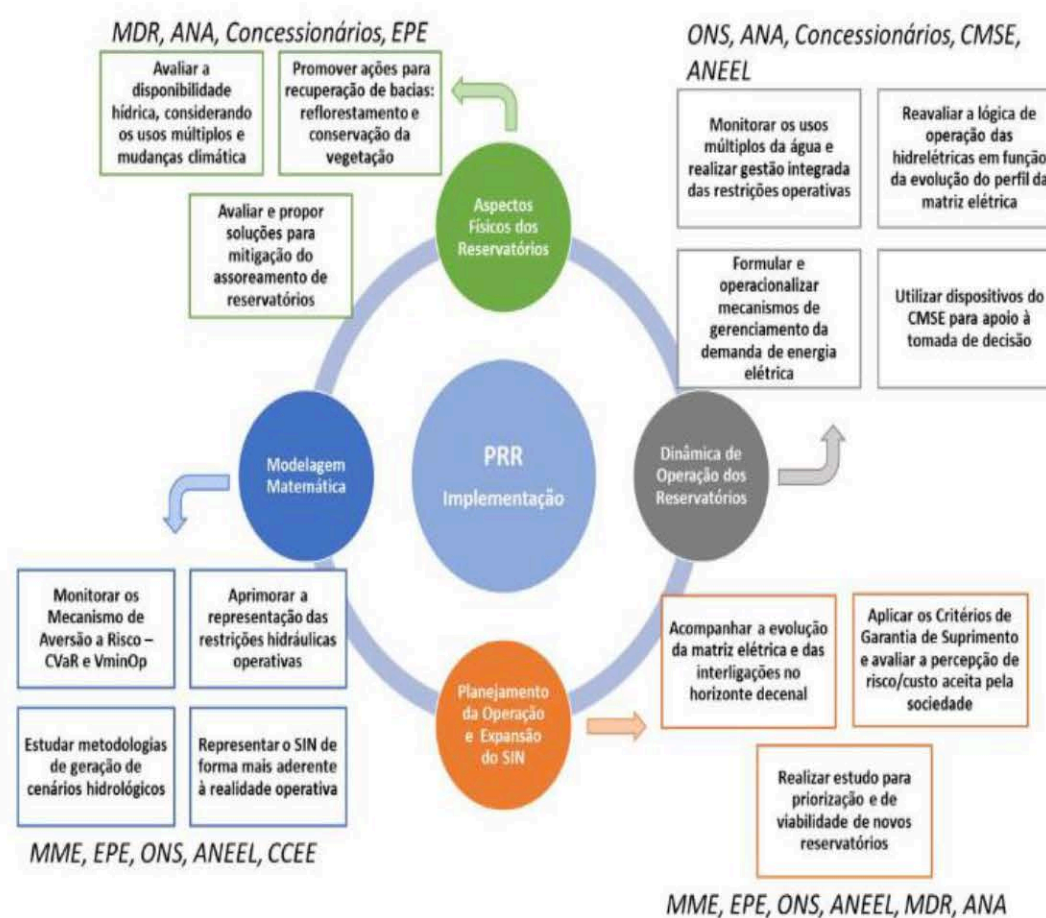 MDR, ANA, Concessionários, EPE
Avaliar a
disponibilidade
hídrica, considerando
os usos múltiplos e
mudanças climática
Promover ações para
recuperação de bacias:
reflorestamento e
conservação da
vegetação
Avaliar e propor
soluções para
mitigação do
assoreamento de
reservatórios
Aspectos
Físicos dos
Reservatórios
ONS, ANA, Concessionários, CMSE,
ANEEL
Monitorar os usos
múltiplos da água e
realizar gestão integrada
das restrições operativas
Reavaliar a lógica de
operação das
hidrelétricas em função
da evolução do perfil da
matriz elétrica
Formular e
operacionalizar
mecanismos de
gerenciamento da
demanda de energia
elétrica
Utilizar dispositivos do
CMSE para apoio à
tomada de decisão
Modelagem
Matemática
PRR
Implementação
Dinâmica de
Operação dos
Reservatórios
Monitorar os
Mecanismo de
Aversão a Risco –
CVaR e VminOp
Aprimorar a
representação das
restrições hidráulicas
operativas
Estudar metodologias
de geração de
cenários hidrológicos
Representar o SIN de
forma mais aderente
à realidade operativa
MME, EPE, ONS, ANEEL, CCEE
Planejamento
da Operação
e Expansão
do SIN
Acompanhar a evolução
da matriz elétrica e das
interligações no
horizonte decenal
Aplicar os Critérios de
Garantia de Suprimento
e avaliar a percepção de
risco/custo aceita pela
sociedade
Realizar estudo para
priorização e de
viabilidade de novos
reservatórios
MME, EPE, ONS, ANEEL, MDR, ANA